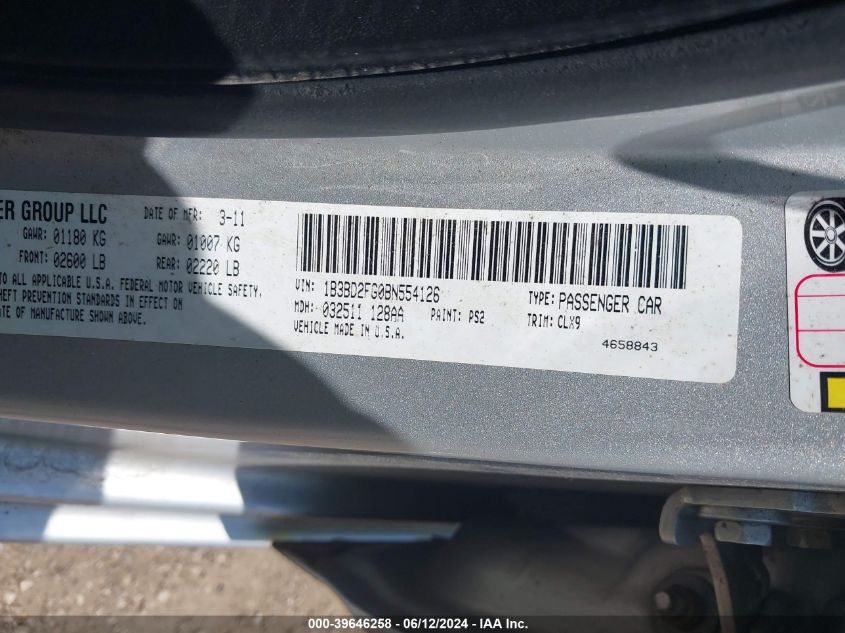 ER GROUP LLC
DATE OF MFR: 3-11
GAWR: 01180 KG
GAWR: 01007 KG
FRONT: 02600 LB
REAR: 02220 LB
TO ALL APPLICABLE U.S.A. FEDERAL MOTOR VEHICLE SAFETY,
HEFT PREVENTION STANDARDS IN EFFECT
ATE OF MANUFACTURE SHOWN ABOVE.
VIN: 1B3BD2FG0BN554126
TYPE: PASSENGER CAR
MDH: 032511 128AA
PAINT: PS2
TRIM: CLX9
VEHICLE MADE IN U.S.A.
4658843
000-39646258 - 06/12/2024 - IAA, Inc.